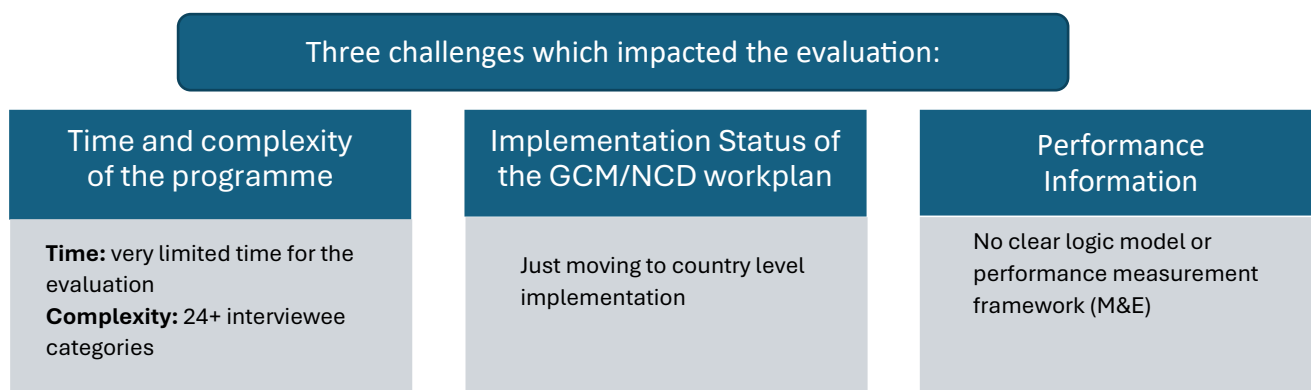 Three challenges which impacted the evaluation:
Time and complexity
of the programme
Time: very limited time for the
evaluation
Complexity: 24+ interviewee
categories
Implementation Status of
the GCM/NCD workplan
Just moving to country level
implementation
Performance
Information
No clear logic model or
performance measurement
framework (M&E)